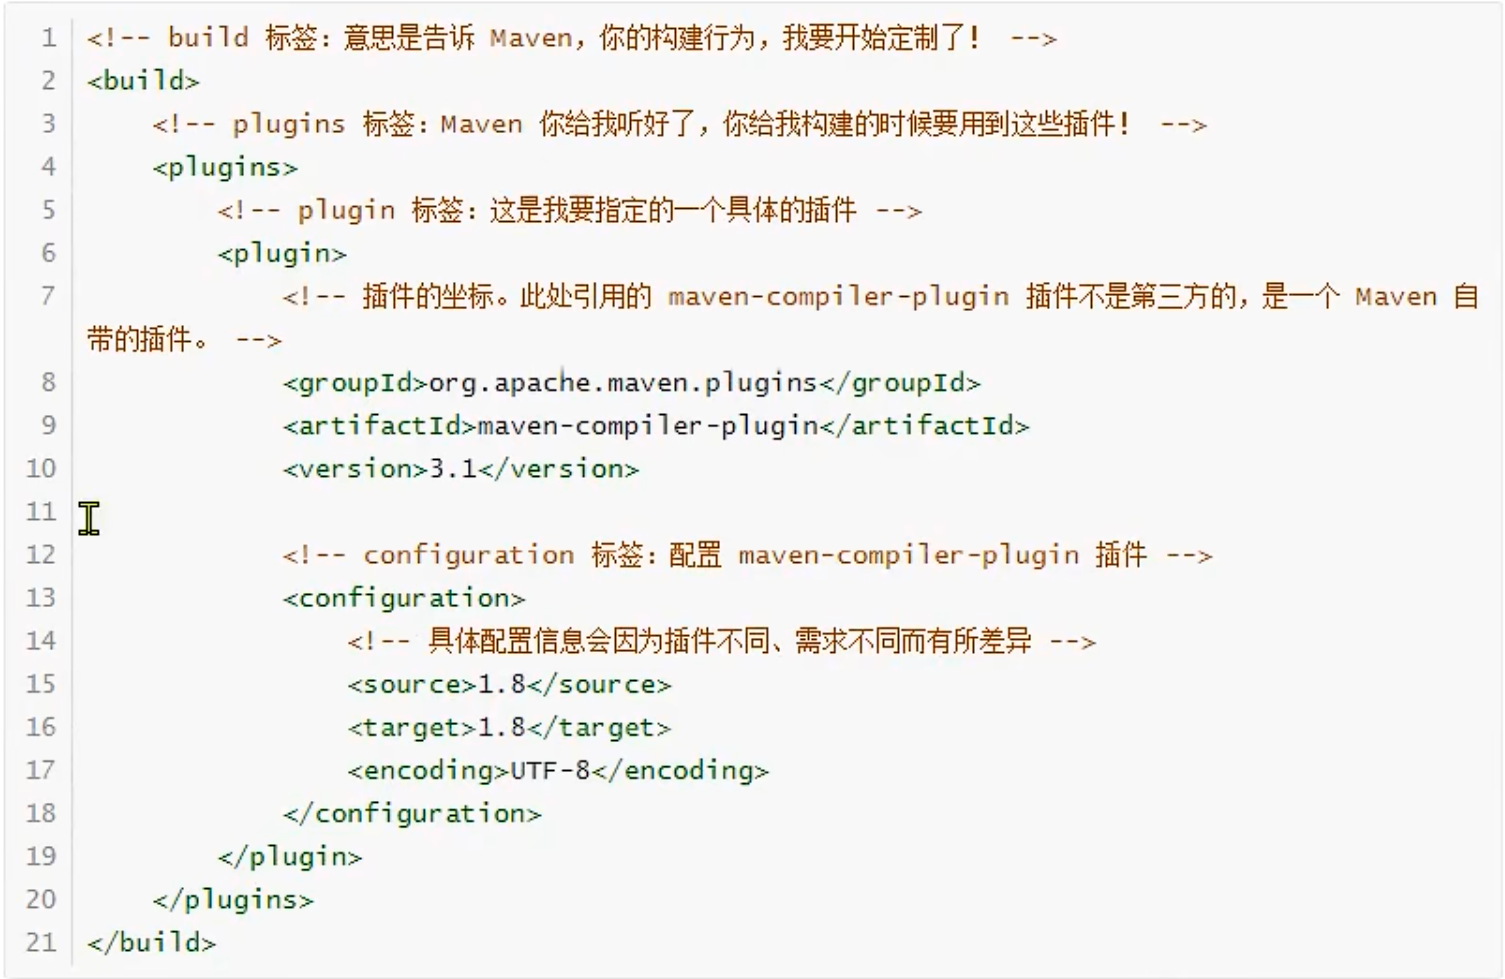 1 <!-- build 标签：意思是告诉 Maven，你的构建行为，我要开始定制了！ -->
2 <build>
3     <!-- plugins 标签：Maven 你给我听好了，你给我构建的时候要用到这些插件！ -->
4     <plugins>
5         <!-- plugin 标签：这是我要指定的一个具体的插件 -->
6         <plugin>
7             <!-- 插件的坐标。此处引用的 maven-compiler-plugin 插件不是第三方的，是一个 Maven 自
带的插件。 -->
8             <groupId>org.apache.maven.plugins</groupId>
9             <artifactId>maven-compiler-plugin</artifactId>
10             <version>3.1</version>
11
12             <!-- configuration 标签：配置 maven-compiler-plugin 插件 -->
13             <configuration>
14                 <!-- 具体配置信息会因为插件不同、需求不同而有所差异 -->
15                 <source>1.8</source>
16                 <target>1.8</target>
17                 <encoding>UTF-8</encoding>
18             </configuration>
19         </plugin>
20     </plugins>
21 </build>